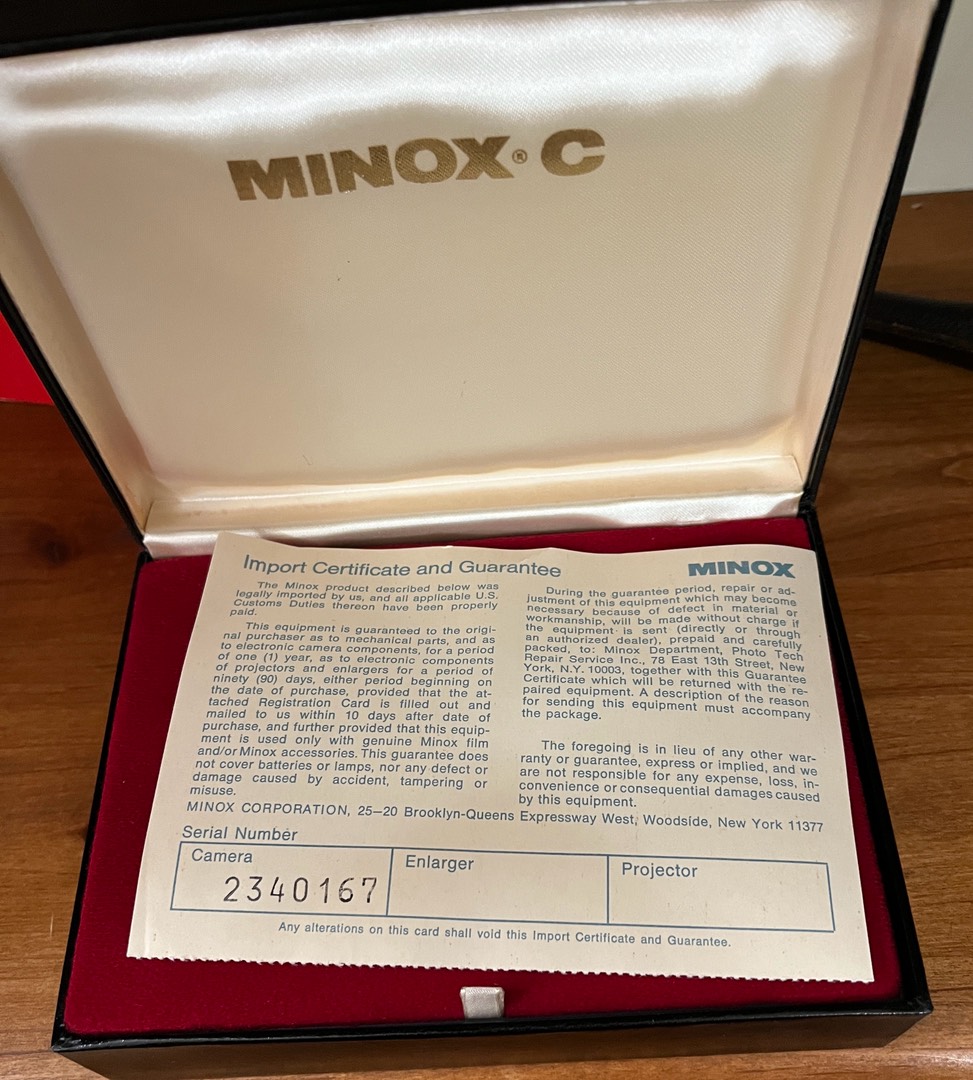 MINOX® C
Import Certificate and Guarantee
MINOX
The Minox product described below was
legally imported by us, and all applicable U.S.
Customs Duties thereon have been properly
paid.
This equipment is guaranteed to the origi-
nal purchaser as to mechanical parts, and as
to electronic camera components, for a period
of one (1) year, as to electronic components
of projectors and enlargers for a period of
ninety (90) days, either period beginning on
the date of purchase, provided that the at-
tached Registration Card is filled out and
mailed to us within 10 days after date of
purchase, and further provided that this equip-
ment is used only with genuine Minox film
and/or Minox accessories. This guarantee does
not cover batteries or lamps, nor any defect or
damage caused by accident, tampering or
misuse.
During the guarantee period, repair or ad-
justment of this equipment which may become
necessary because of defect in material or
workmanship, will be made without charge if
the equipment is sent (directly or through
an authorized dealer), prepaid and carefully
packed, to: Minox Department, Photo Tech
Repair Service Inc., 78 East 13th Street, New
York, N.Y. 10003, together with this Guarantee
Certificate which will be returned with the re-
paired equipment. A description of the reason
for sending this equipment must accompany
the package.
The foregoing is in lieu of any other war-
ranty or guarantee, express or implied, and we
are not responsible for any expense, loss, in-
convenience or consequential damages caused
by this equipment.
MINOX CORPORATION, 25–20 Brooklyn-Queens Expressway West, Woodside, New York 11377
Serial Number
Camera
2340167
Enlarger
Projector
Any alterations on this card shall void this Import Certificate and Guarantee.